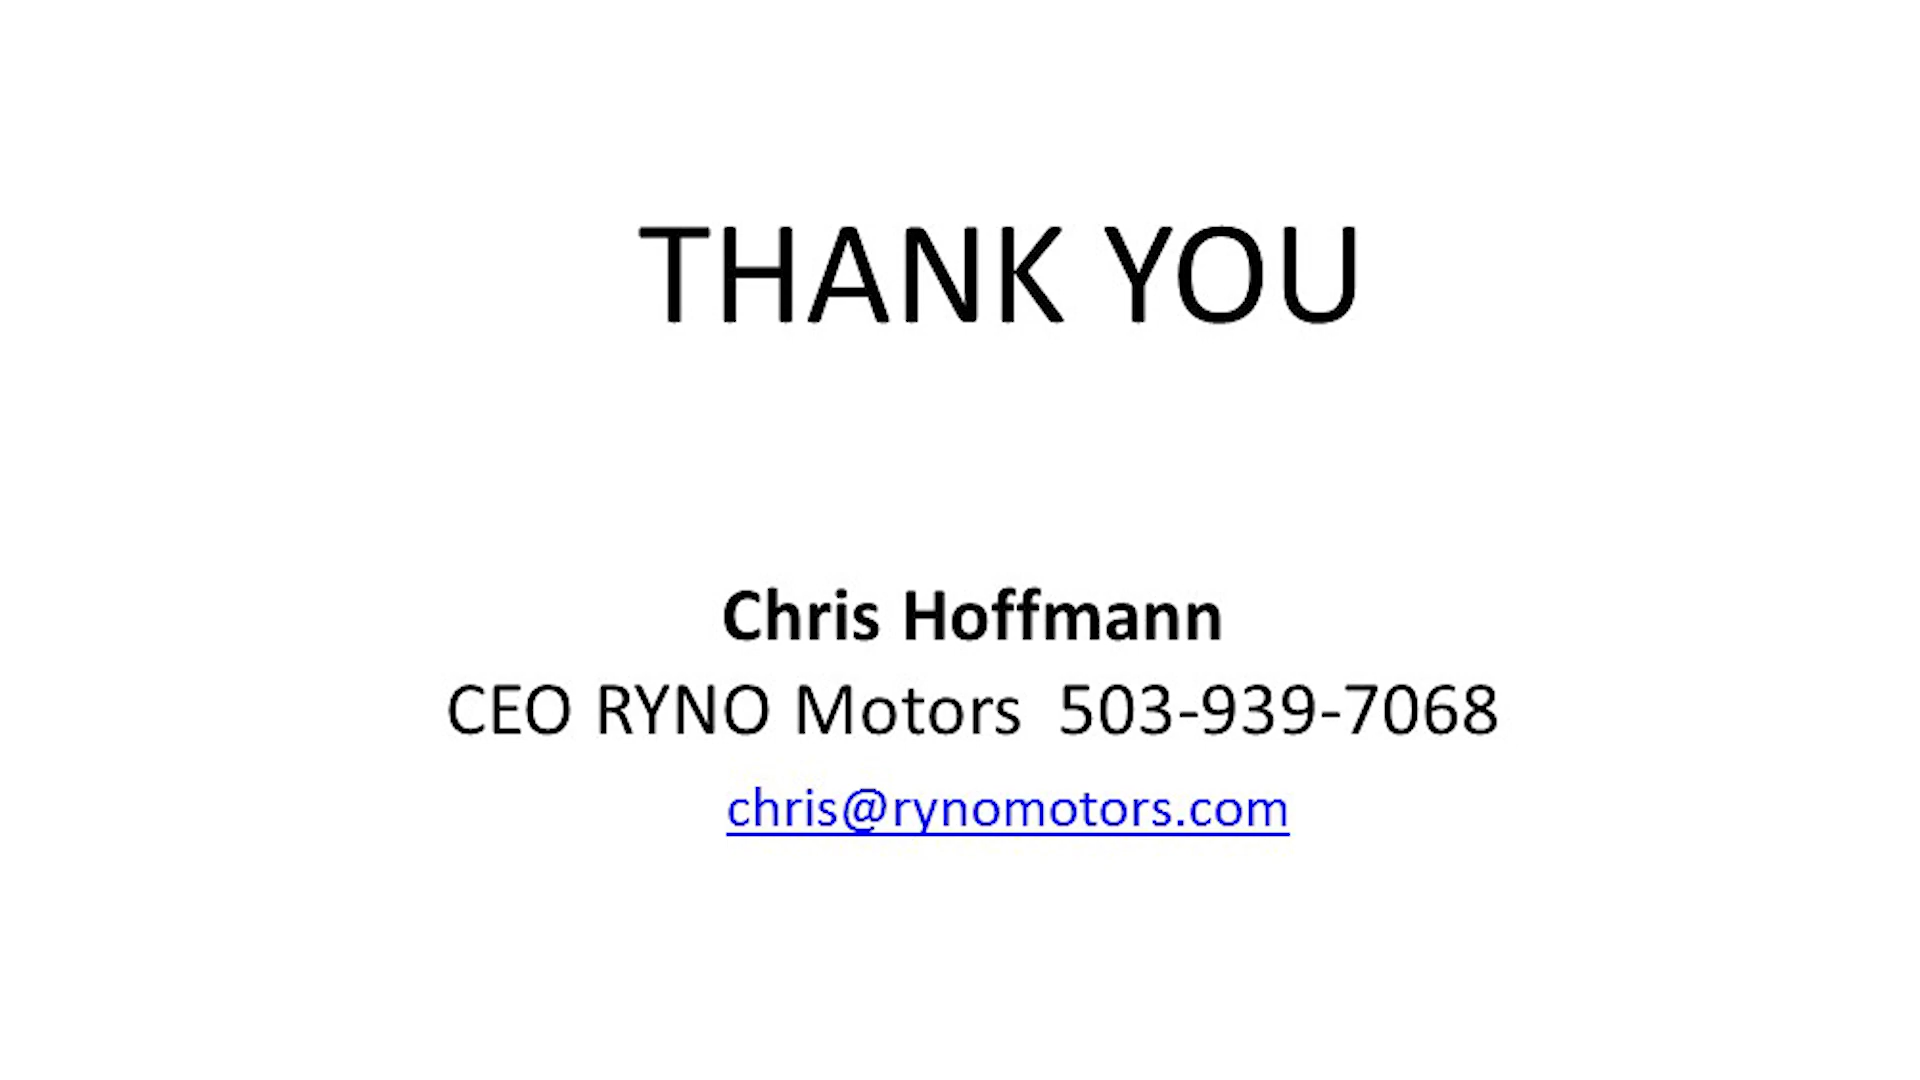 THANK YOU
Chris Hoffmann
CEO RYNO Motors  503-939-7068
chris@rynomotors.com